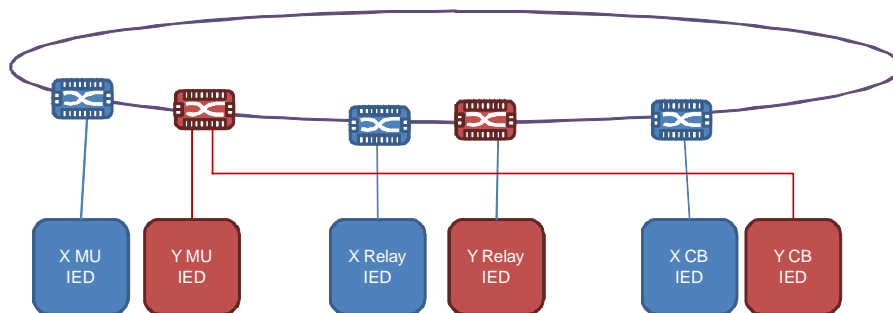 X MU
IED
Y MU
IED
X Relay
IED
Y Relay
IED
X CB
IED
Y CB
IED